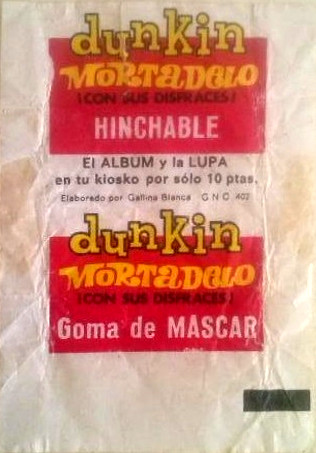 dunkin
MORTaDeLO
¡CON SUS DISFRACES!
HINCHABLE
El ALBUM y la LUPA
en tu kiosko por sólo 10 ptas.
Elaborado por Gallina Blanca G N C 402
dunkin
MORTaDeLO
¡CON SUS DISFRACES!
Goma de MASCAR